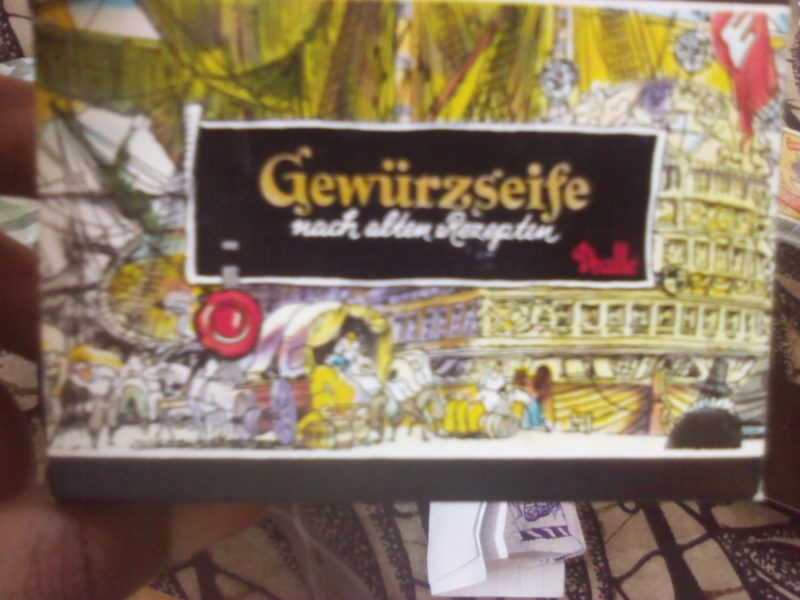 Gewürzseife
nach alten Rezepten